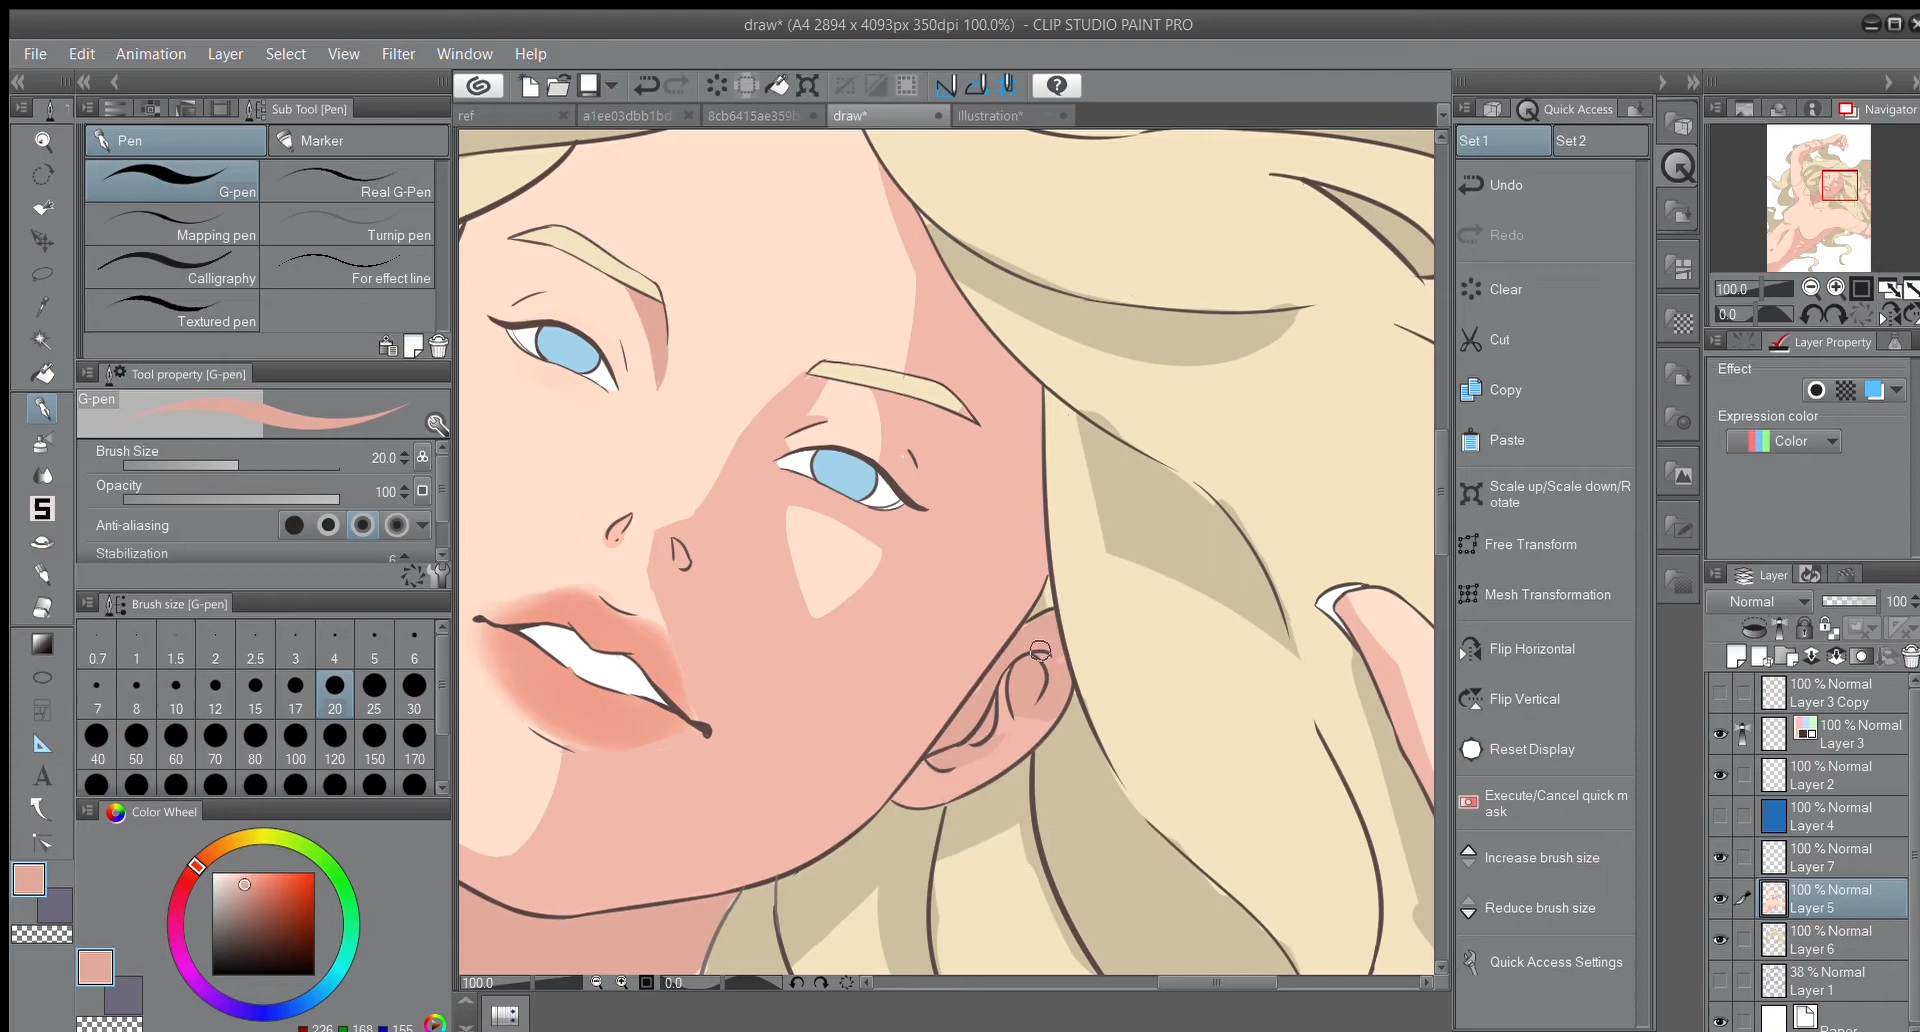 draw* (A4 2894 x 4093px 350dpi 100.0%) - CLIP STUDIO PAINT PRO
File Edit Animation Layer Select View Filter Window Help
Sub Tool [Pen]
Pen
Marker
G-pen
Real G-Pen
Mapping pen
Turnip pen
Calligraphy
For effect line
Textured pen
Tool property [G-pen]
G-pen
Brush Size
20.0
Opacity
100
Anti-aliasing
Stabilization
6
Brush size [G-pen]
0.7 1 1.5 2 2.5 3 4 5 6
7 8 10 12 15 17 20 25 30
40 50 60 70 80 100 120 150 170
Color Wheel
226 168 155
ref
a1ee03dbb1bd
8cb6415ae359b
draw*
Illustration*
100.0
0.0
Quick Access
Set 1
Set 2
Undo
Redo
Clear
Cut
Copy
Paste
Scale up/Scale down/R
otate
Free Transform
Mesh Transformation
Flip Horizontal
Flip Vertical
Reset Display
Execute/Cancel quick m
ask
Increase brush size
Reduce brush size
Quick Access Settings
Navigator
100.0
0.0
Layer Property
Effect
Expression color
Color
Layer
Normal
100
100 % Normal
Layer 3 Copy
100 % Normal
Layer 3
100 % Normal
Layer 2
100 % Normal
Layer 4
100 % Normal
Layer 7
100 % Normal
Layer 5
100 % Normal
Layer 6
38 % Normal
Layer 1
Paper